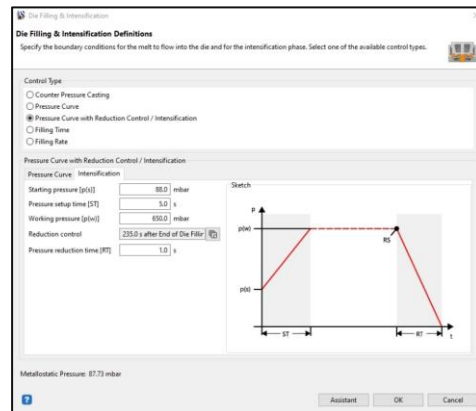 Die Filling & Intensification
Die Filling & Intensification Definitions
Specify the boundary conditions for the melt to flow into the die and for the intensification phase. Select one of the available control types.
Control Type
Counter Pressure Casting
Pressure Curve
Pressure Curve with Reduction Control / Intensification
Filling Time
Filling Rate
Pressure Curve with Reduction Control / Intensification
Pressure Curve Intensification
Starting pressure [p(s)] 88.0 mbar
Pressure setup time [ST] 5.0 s
Working pressure [p(w)] 650.0 mbar
Reduction control 235.0 s after End of Die Fillin
Pressure reduction time [RT] 1.0 s
Sketch
p
p(w)
RS
p(s)
ST
RT
t
Metallostatic Pressure: 87.73 mbar
? Assistant OK Cancel